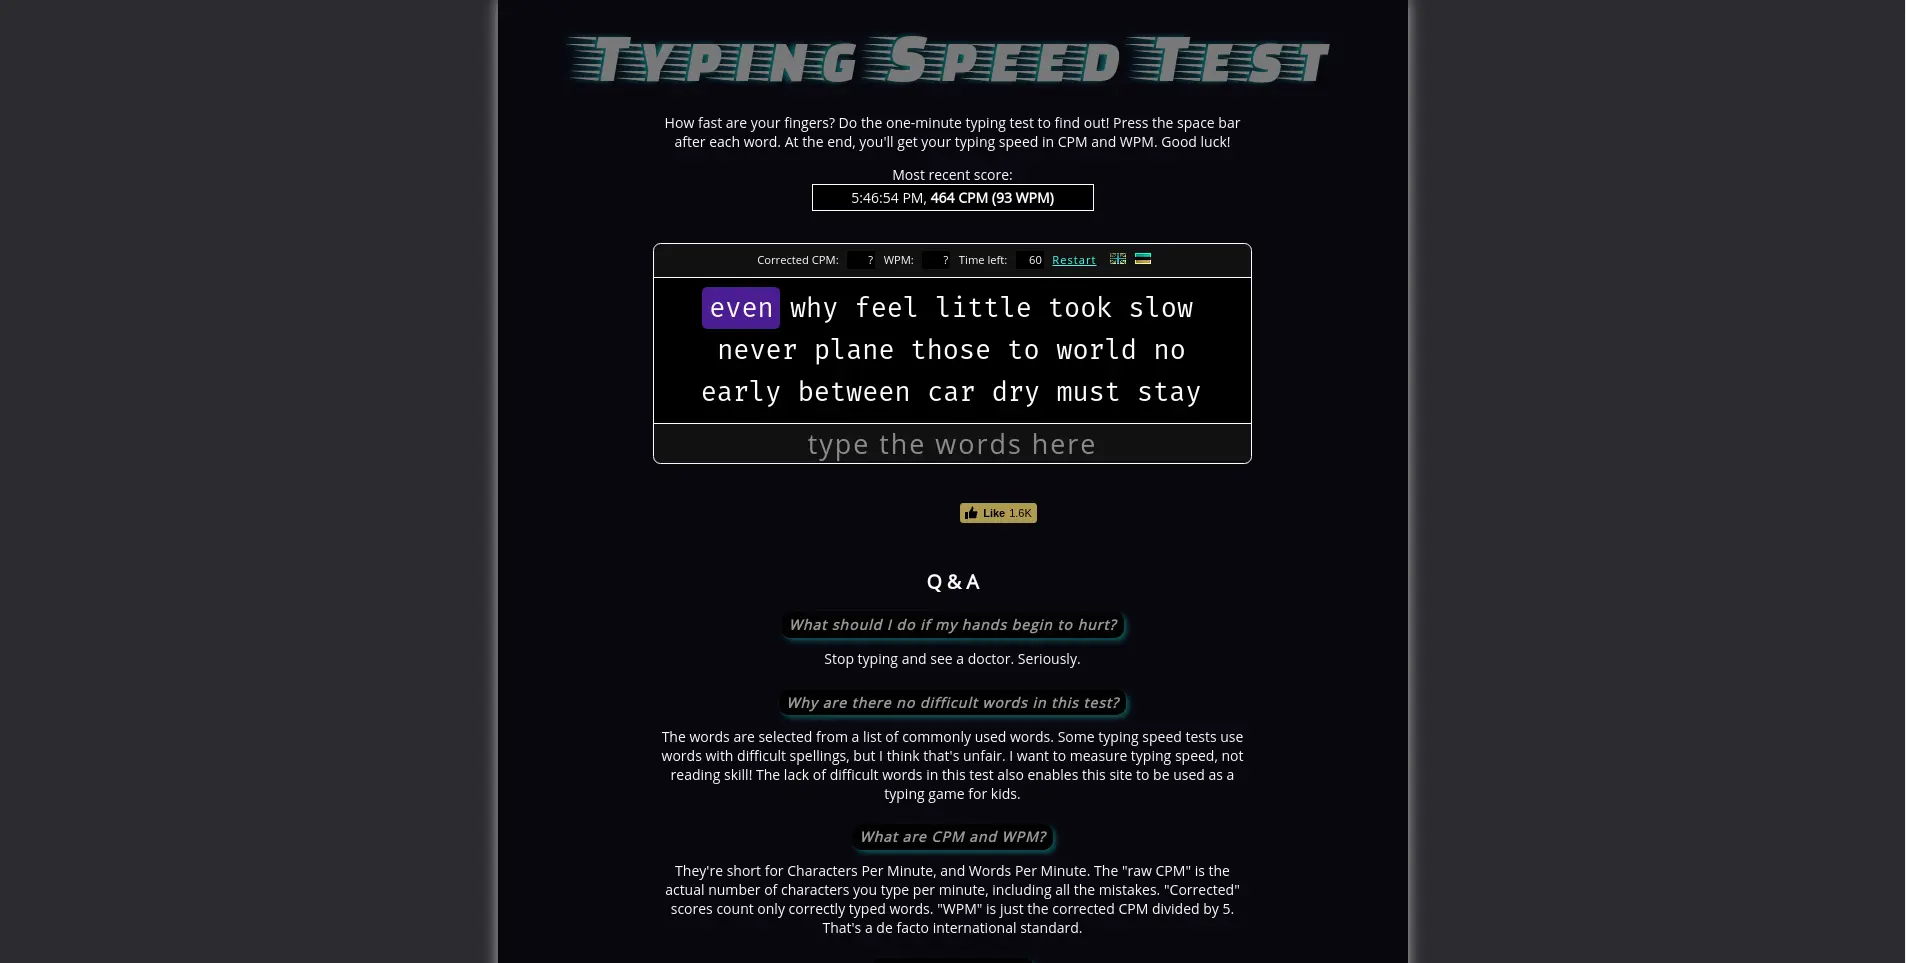 Typing Speed Test
How fast are your fingers? Do the one-minute typing test to find out! Press the space bar
after each word. At the end, you'll get your typing speed in CPM and WPM. Good luck!
Most recent score:
5:46:54 PM, 464 CPM (93 WPM)
Corrected CPM: ? WPM: ? Time left: 60 Restart
even why feel little took slow
never plane those to world no
early between car dry must stay
type the words here
Like 1.6K
Q & A
What should I do if my hands begin to hurt?
Stop typing and see a doctor. Seriously.
Why are there no difficult words in this test?
The words are selected from a list of commonly used words. Some typing speed tests use
words with difficult spellings, but I think that's unfair. I want to measure typing speed, not
reading skill! The lack of difficult words in this test also enables this site to be used as a
typing game for kids.
What are CPM and WPM?
They're short for Characters Per Minute, and Words Per Minute. The "raw CPM" is the
actual number of characters you type per minute, including all the mistakes. "Corrected"
scores count only correctly typed words. "WPM" is just the corrected CPM divided by 5.
That's a de facto international standard.